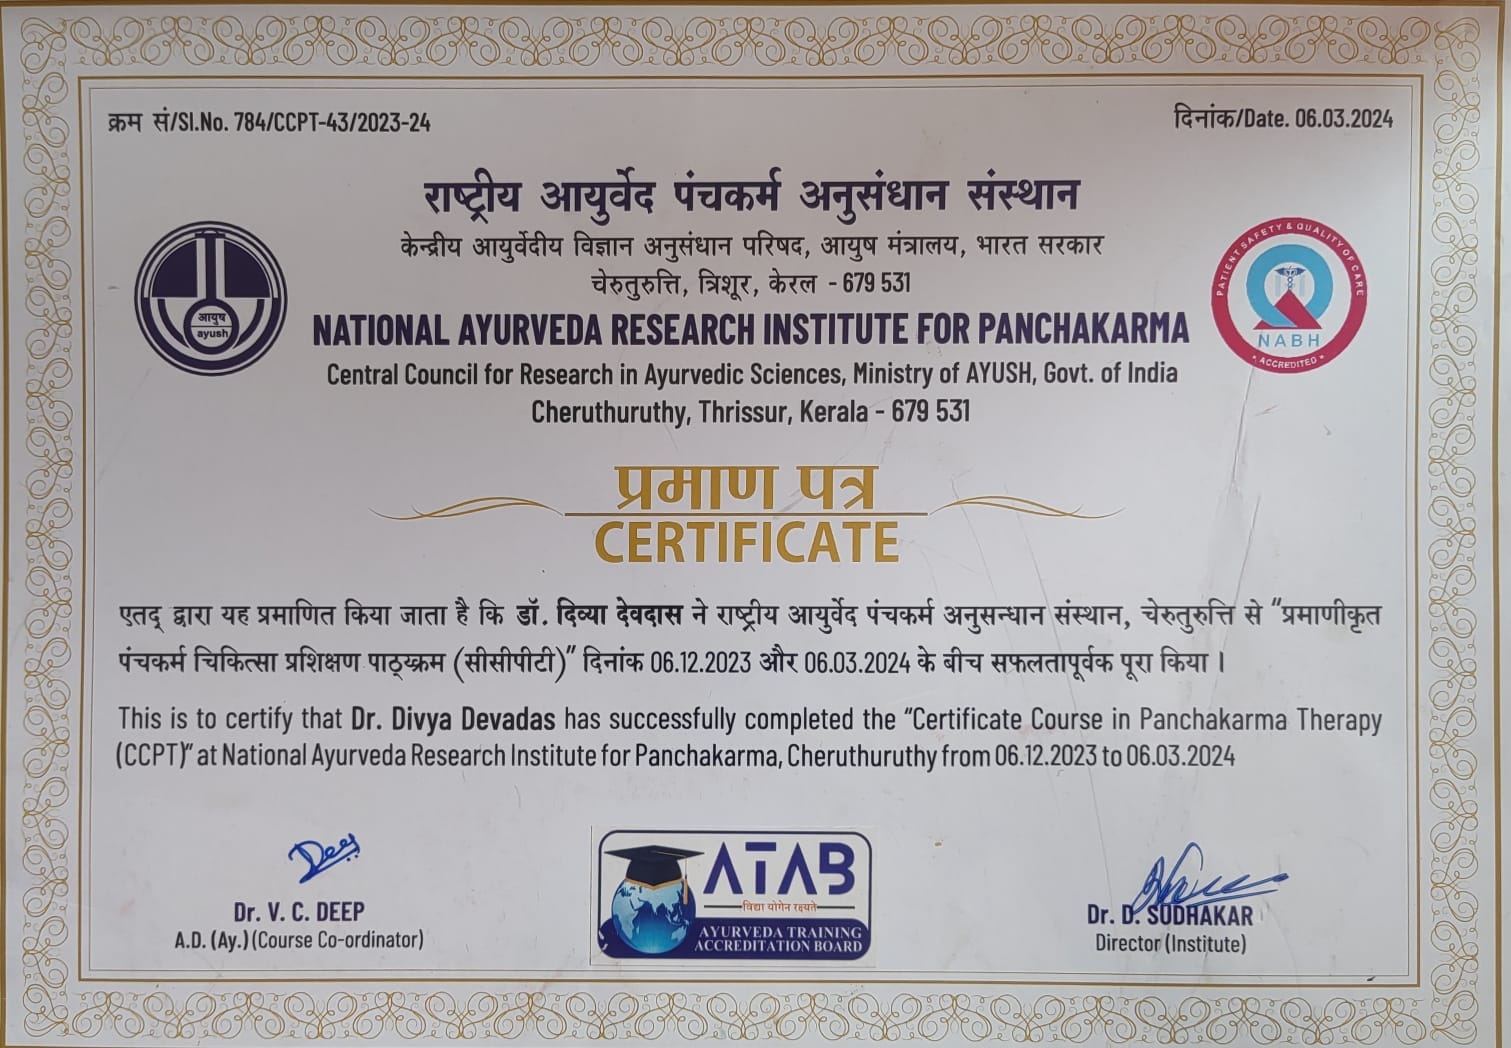 क्रम सं/Sl.No. 784/CCPT-43/2023-24
दिनांक/Date. 06.03.2024
राष्ट्रीय आयुर्वेद पंचकर्म अनुसंधान संस्थान
केन्द्रीय आयुर्वेदीय विज्ञान अनुसंधान परिषद, आयुष मंत्रालय, भारत सरकार
चेरुतुरुत्ति, त्रिशूर, केरल - 679 531
NATIONAL AYURVEDA RESEARCH INSTITUTE FOR PANCHAKARMA
Central Council for Research in Ayurvedic Sciences, Ministry of AYUSH, Govt. of India
Cheruthuruthy, Thrissur, Kerala - 679 531
आयुष
ayush
PATIENT SAFETY & QUALITY OF CARE
NABH
• ACCREDITED •
प्रमाण पत्र
CERTIFICATE
एतद् द्वारा यह प्रमाणित किया जाता है कि डॉ. दिव्या देवदास ने राष्ट्रीय आयुर्वेद पंचकर्म अनुसन्धान संस्थान, चेरुतुरुत्ति से "प्रमाणीकृत
पंचकर्म चिकित्सा प्रशिक्षण पाठ्यक्रम (सीसीपीटी)" दिनांक 06.12.2023 और 06.03.2024 के बीच सफलतापूर्वक पूरा किया ।
This is to certify that Dr. Divya Devadas has successfully completed the "Certificate Course in Panchakarma Therapy
(CCPT)" at National Ayurveda Research Institute for Panchakarma, Cheruthuruthy from 06.12.2023 to 06.03.2024
Deep
Dr. V. C. DEEP
A.D. (Ay.) (Course Co-ordinator)
ATAB
विद्या योगेन रक्ष्यते
AYURVEDA TRAINING
ACCREDITATION BOARD
Dr. D. SUDHAKAR
Director (Institute)